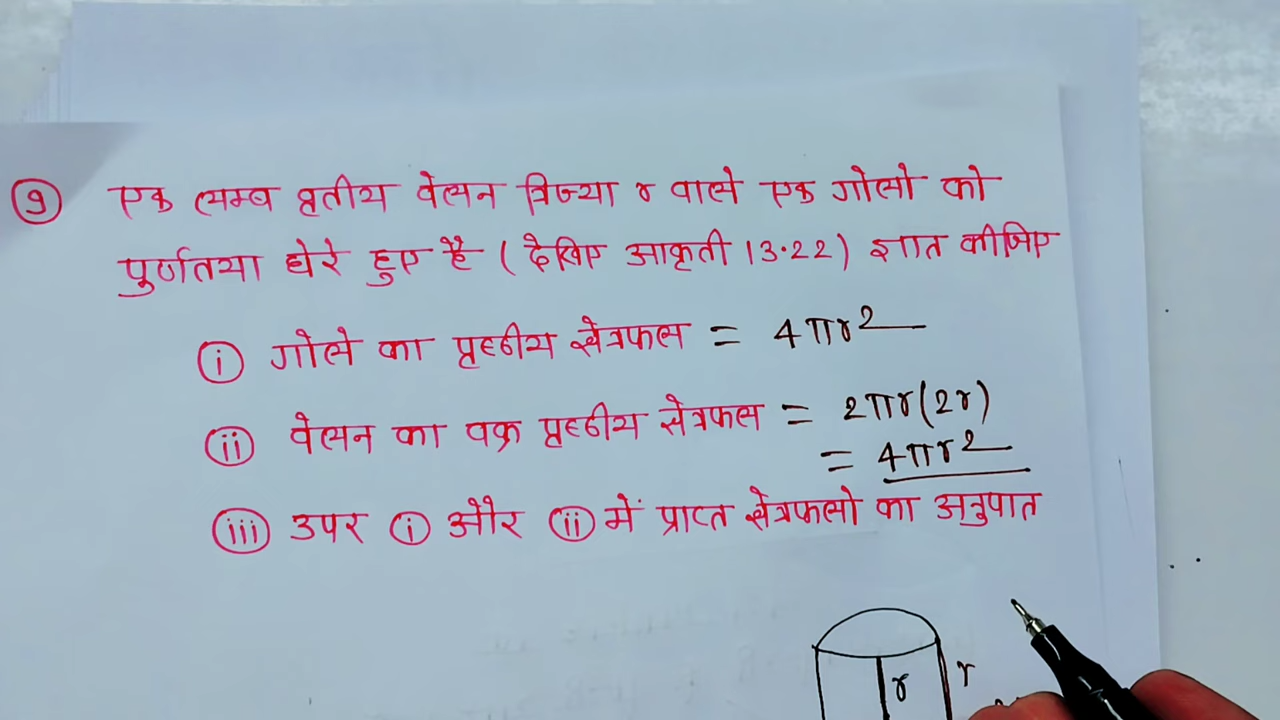 9 एक लम्ब वृतीय वेलन त्रिज्या r वाले एक गोलो को
पूर्णतया घेरे हुए है ( देखिए आकृती 13.22) ज्ञात कीजिए
i गोले का पृष्ठीय क्षेत्रफल = 4πr²
ii वेलन का वक्र पृष्ठीय क्षेत्रफल = 2πr(2r)
= 4πr²
iii उपर i और ii में प्राप्त क्षेत्रफलो का अनुपात
r r